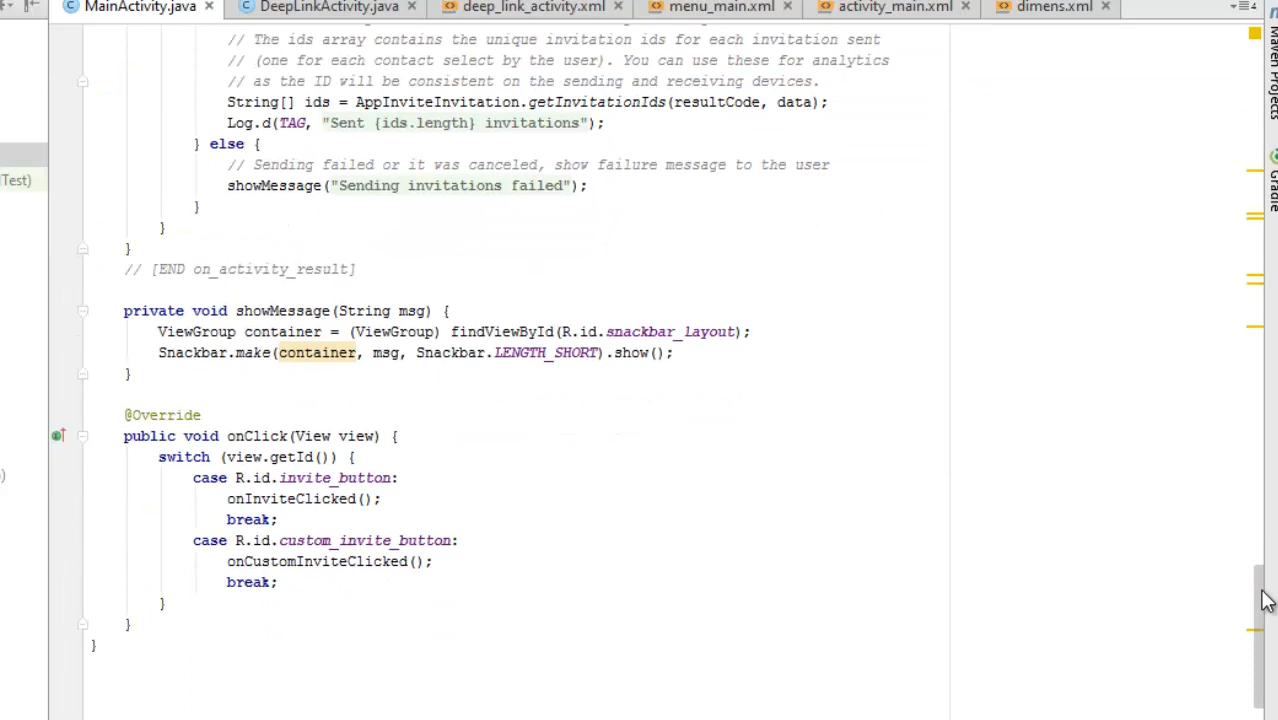 MainActivity.java
DeepLinkActivity.java
deep_link_activity.xml
menu_main.xml
activity_main.xml
dimens.xml
// The ids array contains the unique invitation ids for each invitation sent
// (one for each contact select by the user). You can use these for analytics
// as the ID will be consistent on the sending and receiving devices.
String[] ids = AppInviteInvitation.getInvitationIds(resultCode, data);
Log.d(TAG, "Sent {ids.length} invitations");
} else {
// Sending failed or it was canceled, show failure message to the user
showMessage("Sending invitations failed");
}
}
}
// [END on_activity_result]
private void showMessage(String msg) {
ViewGroup container = (ViewGroup) findViewById(R.id.snackbar_layout);
Snackbar.make(container, msg, Snackbar.LENGTH_SHORT).show();
}
@Override
public void onClick(View view) {
switch (view.getId()) {
case R.id.invite_button:
onInviteClicked();
break;
case R.id.custom_invite_button:
onCustomInviteClicked();
break;
}
}
}
Test)
)
Maven Projects
Gradle